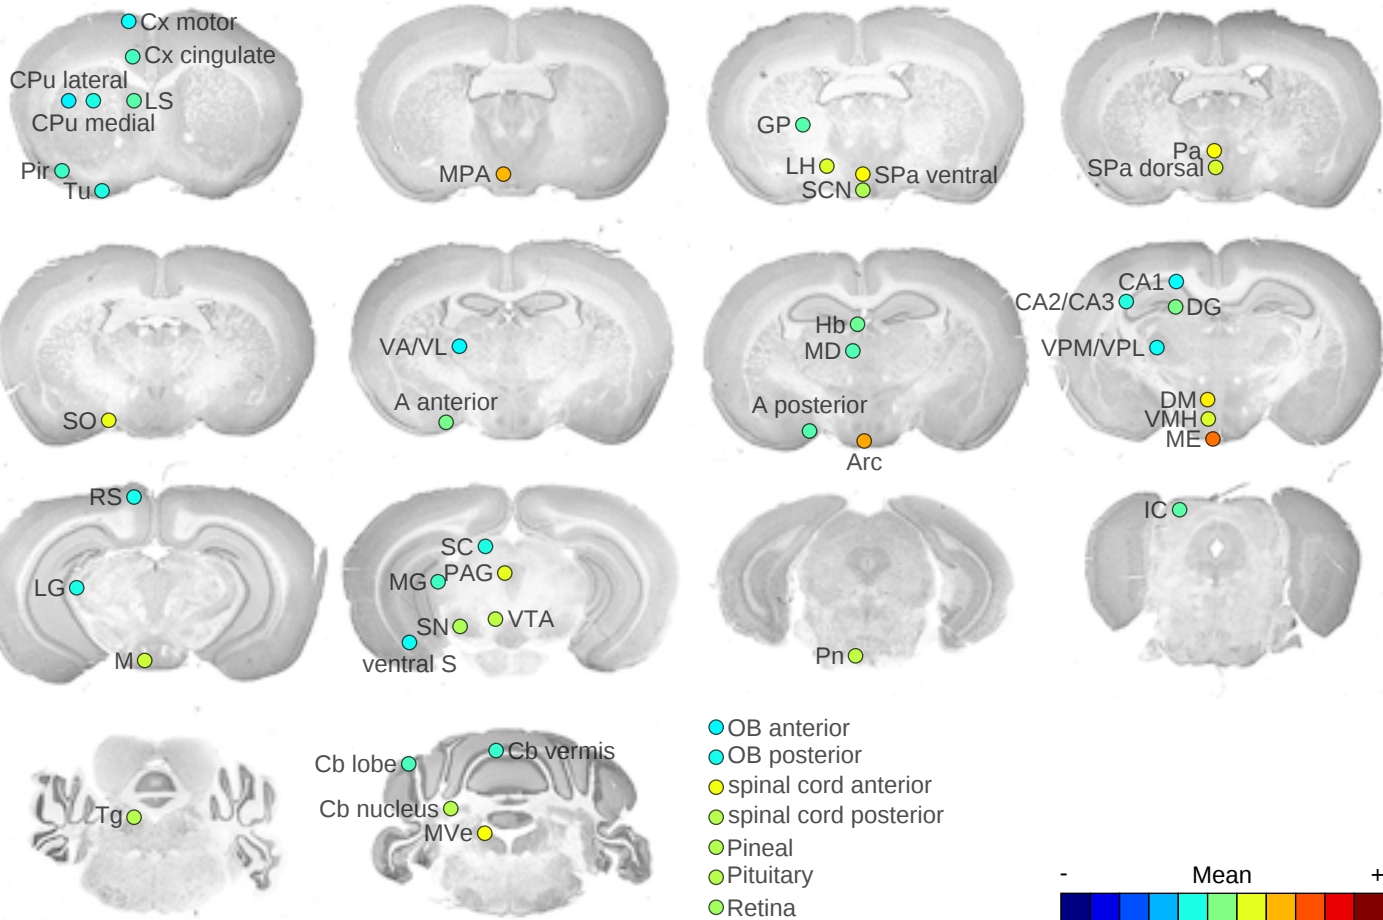 Cx motor
Cx cingulate
CPu lateral
LS
CPu medial
Pir
Tu
MPA
GP
LH
SPa ventral
SCN
Pa
SPa dorsal
SO
VA/VL
A anterior
Hb
MD
A posterior
Arc
CA1
CA2/CA3
DG
VPM/VPL
DM
VMH
ME
RS
LG
M
SC
MG
PAG
SN
VTA
ventral S
Pn
IC
Tg
Cb lobe
Cb vermis
Cb nucleus
MVe
OB anterior
OB posterior
spinal cord anterior
spinal cord posterior
Pineal
Pituitary
Retina
- Mean +